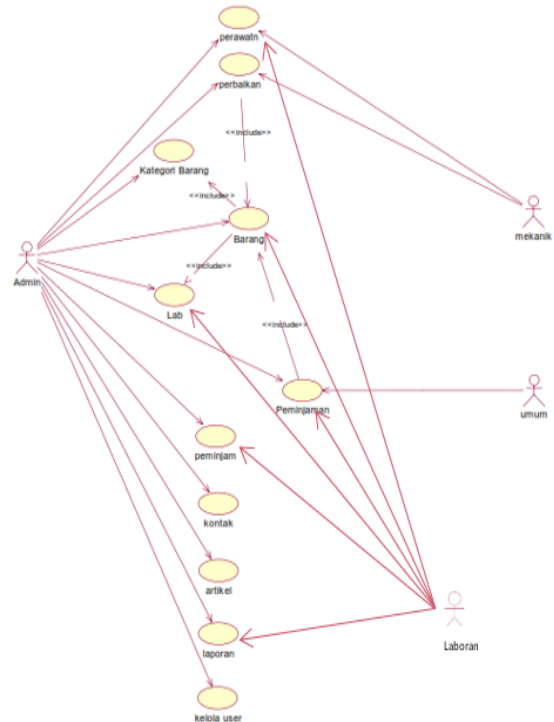 perawatn
perbaikan
<<include>>
Kategori Barang
<<include>>
Barang
mekanik
Admin
<<include>>
Lab
<<include>>
Peminjaman
umum
peminjam
kontak
artikel
laporan
Laboran
kelola user